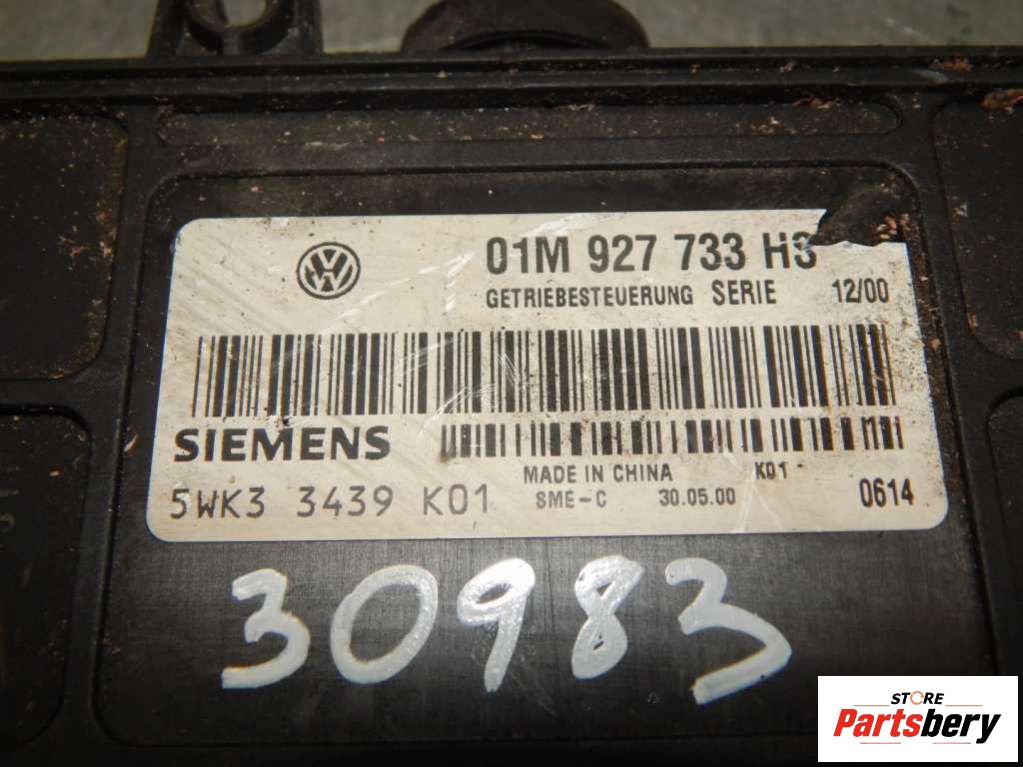 01M 927 733 H3
GETRIEBESTEUERUNG SERIE 12/00
SIEMENS
MADE IN CHINA K01
5WK3 3439 K01 SME-C 30.05.00 0614
30983
STORE
Partsbery